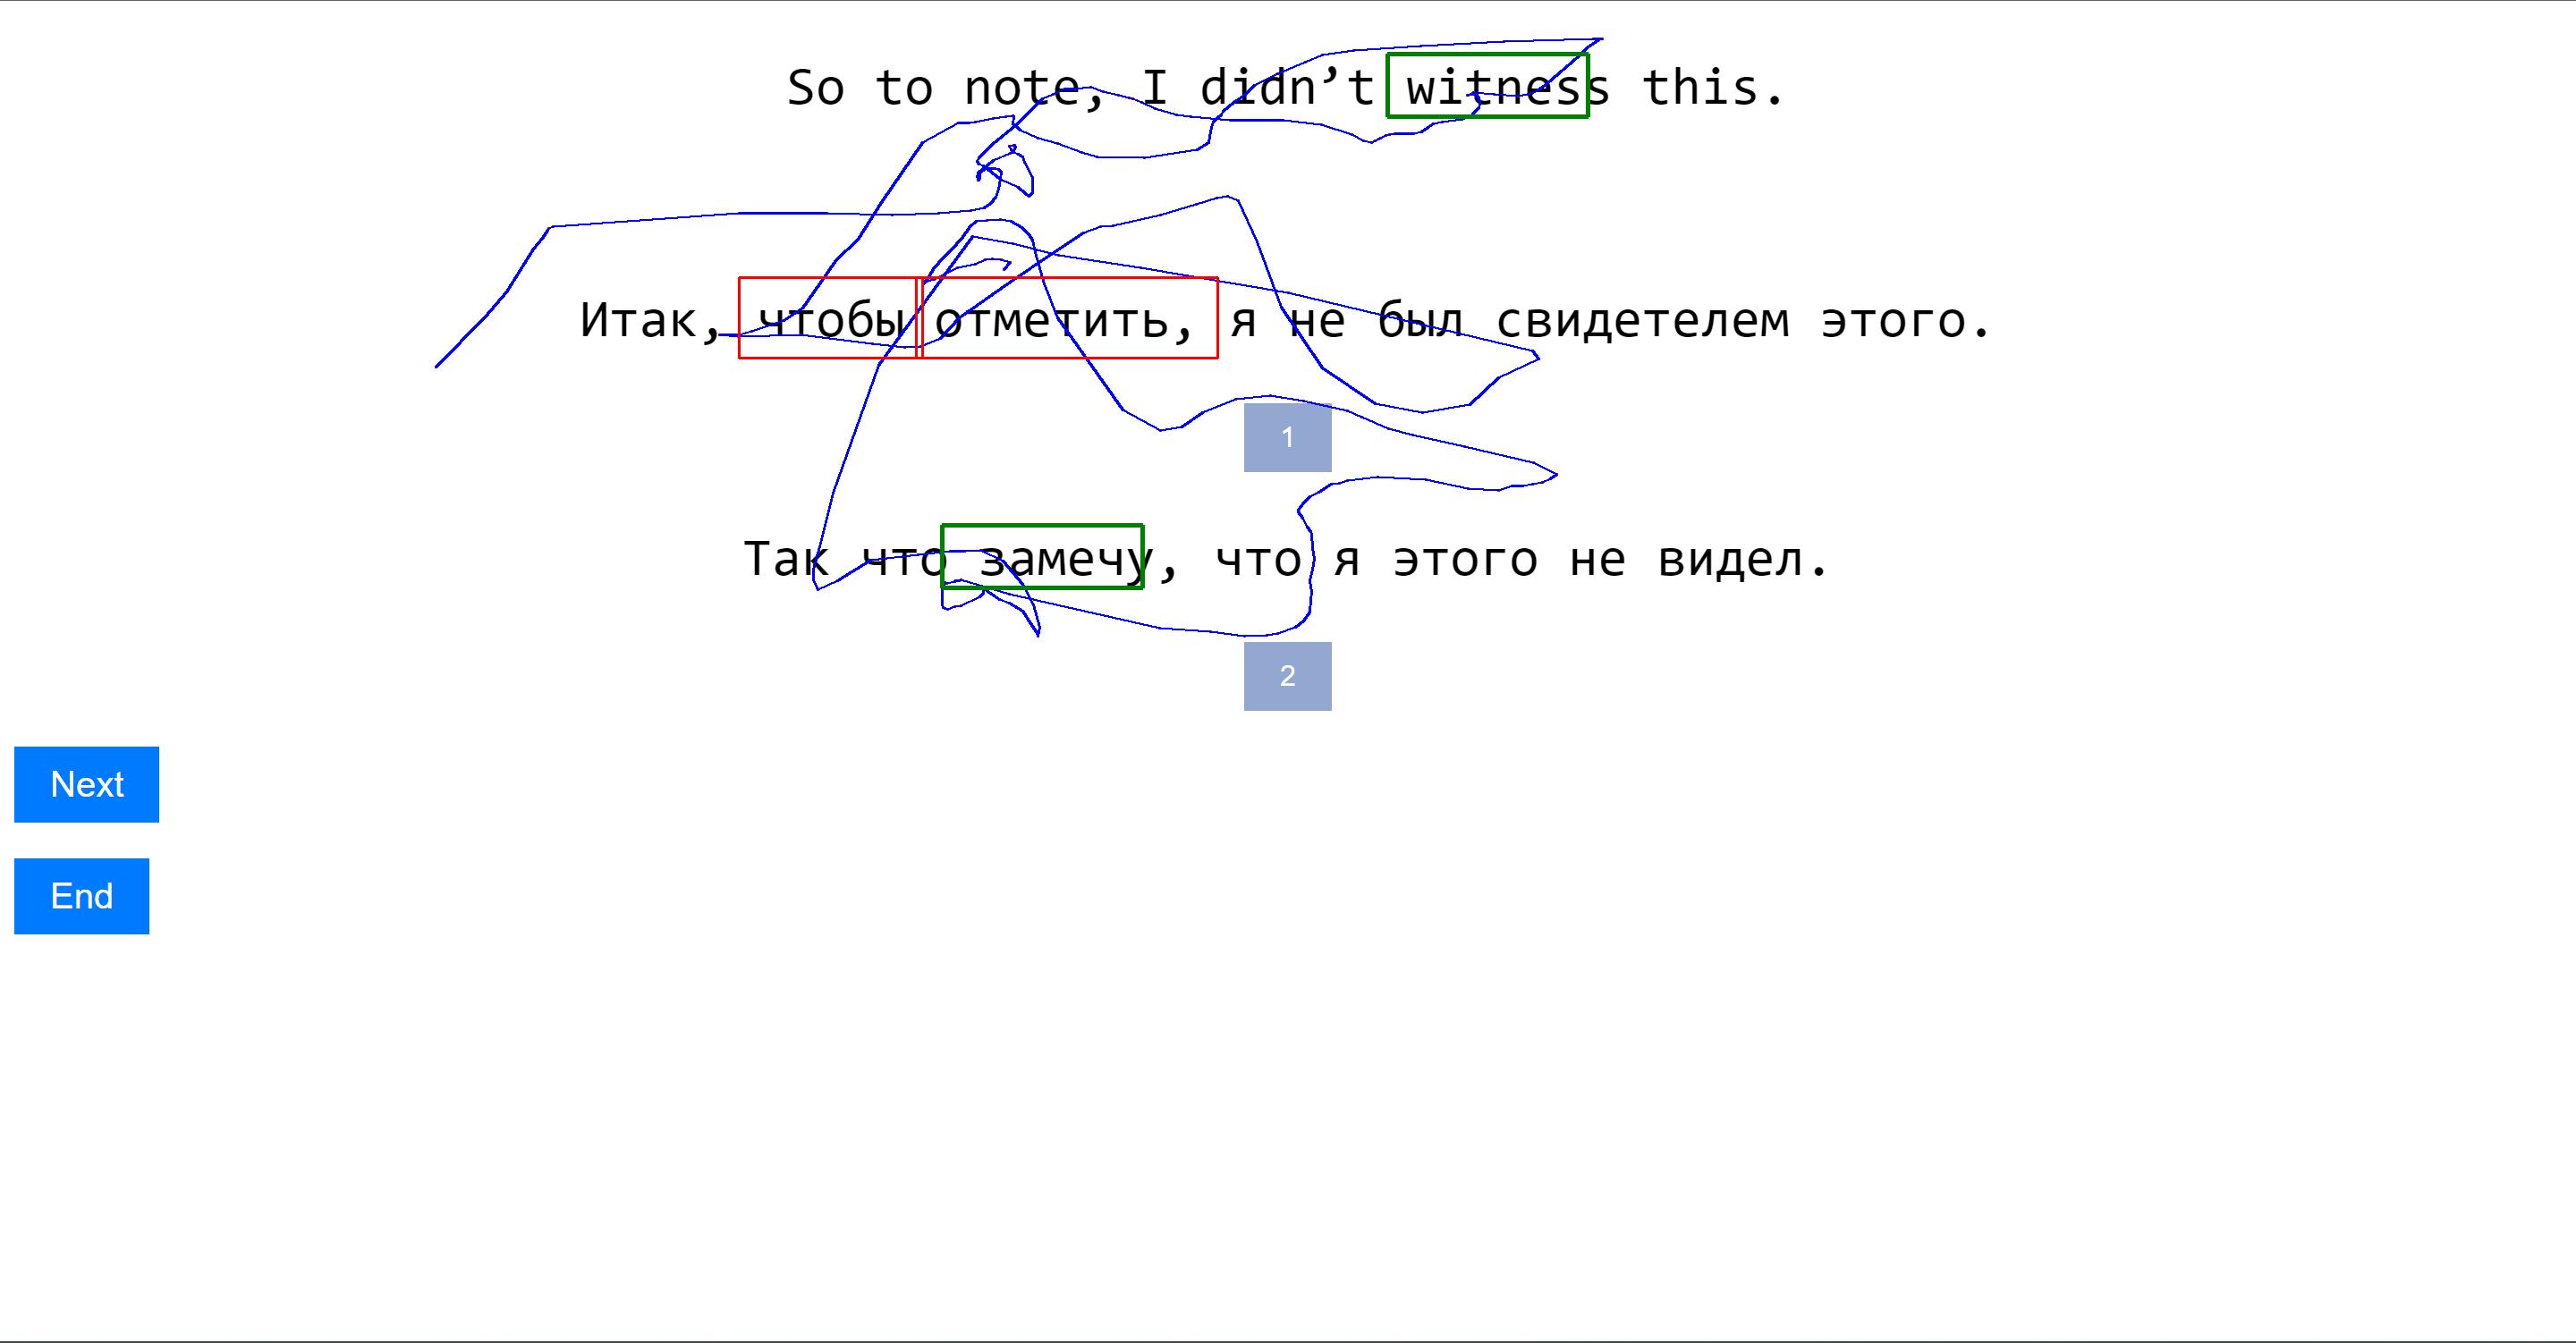 So to note, I didn’t witness this.
Итак, чтобы отметить, я не был свидетелем этого.
1
Так что замечу, что я этого не видел.
2
Next
End